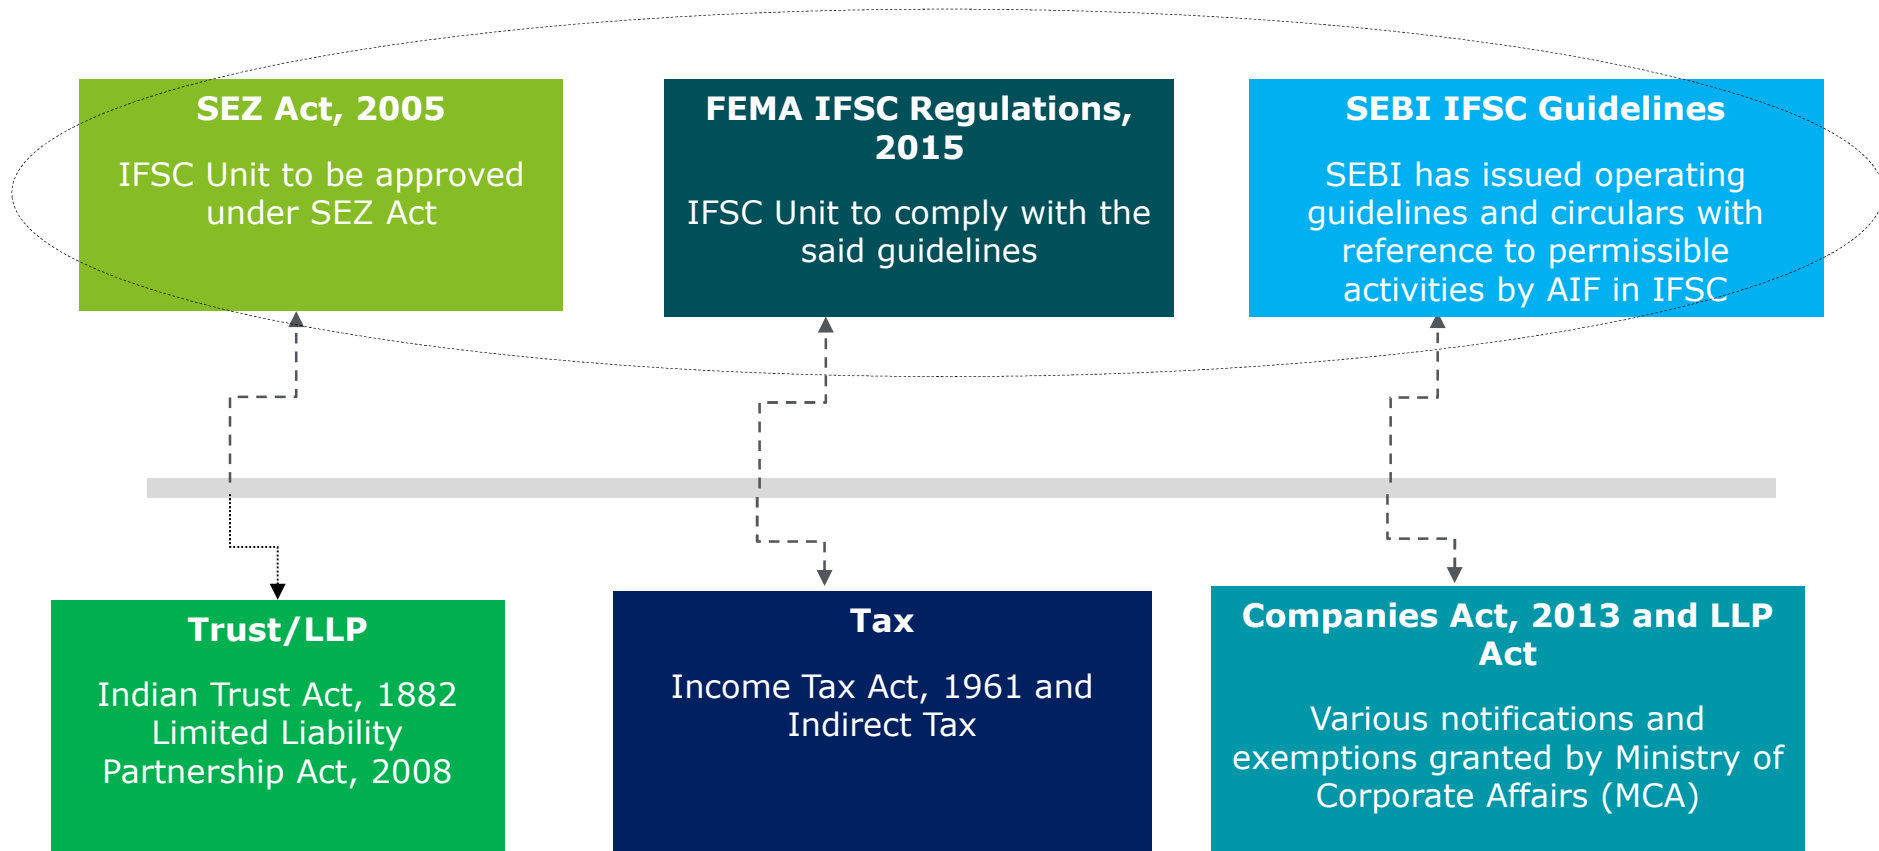 SEZ Act, 2005
IFSC Unit to be approved
under SEZ Act
FEMA IFSC Regulations,
2015
IFSC Unit to comply with the
said guidelines
SEBI IFSC Guidelines
SEBI has issued operating
guidelines and circulars with
reference to permissible
activities by AIF in IFSC
Trust/LLP
Indian Trust Act, 1882
Limited Liability
Partnership Act, 2008
Tax
Income Tax Act, 1961 and
Indirect Tax
Companies Act, 2013 and LLP
Act
Various notifications and
exemptions granted by Ministry of
Corporate Affairs (MCA)